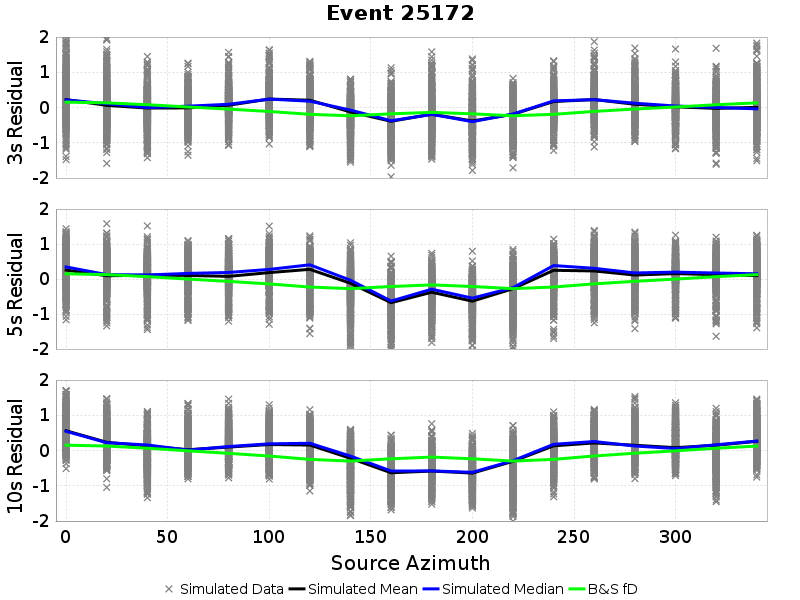 Event 25172
3s Residual
2
1
0
-1
-2
5s Residual
2
1
0
-1
-2
10s Residual
2
1
0
-1
-2
0 50 100 150 200 250 300
Source Azimuth
Simulated Data Simulated Mean Simulated Median B&S fD